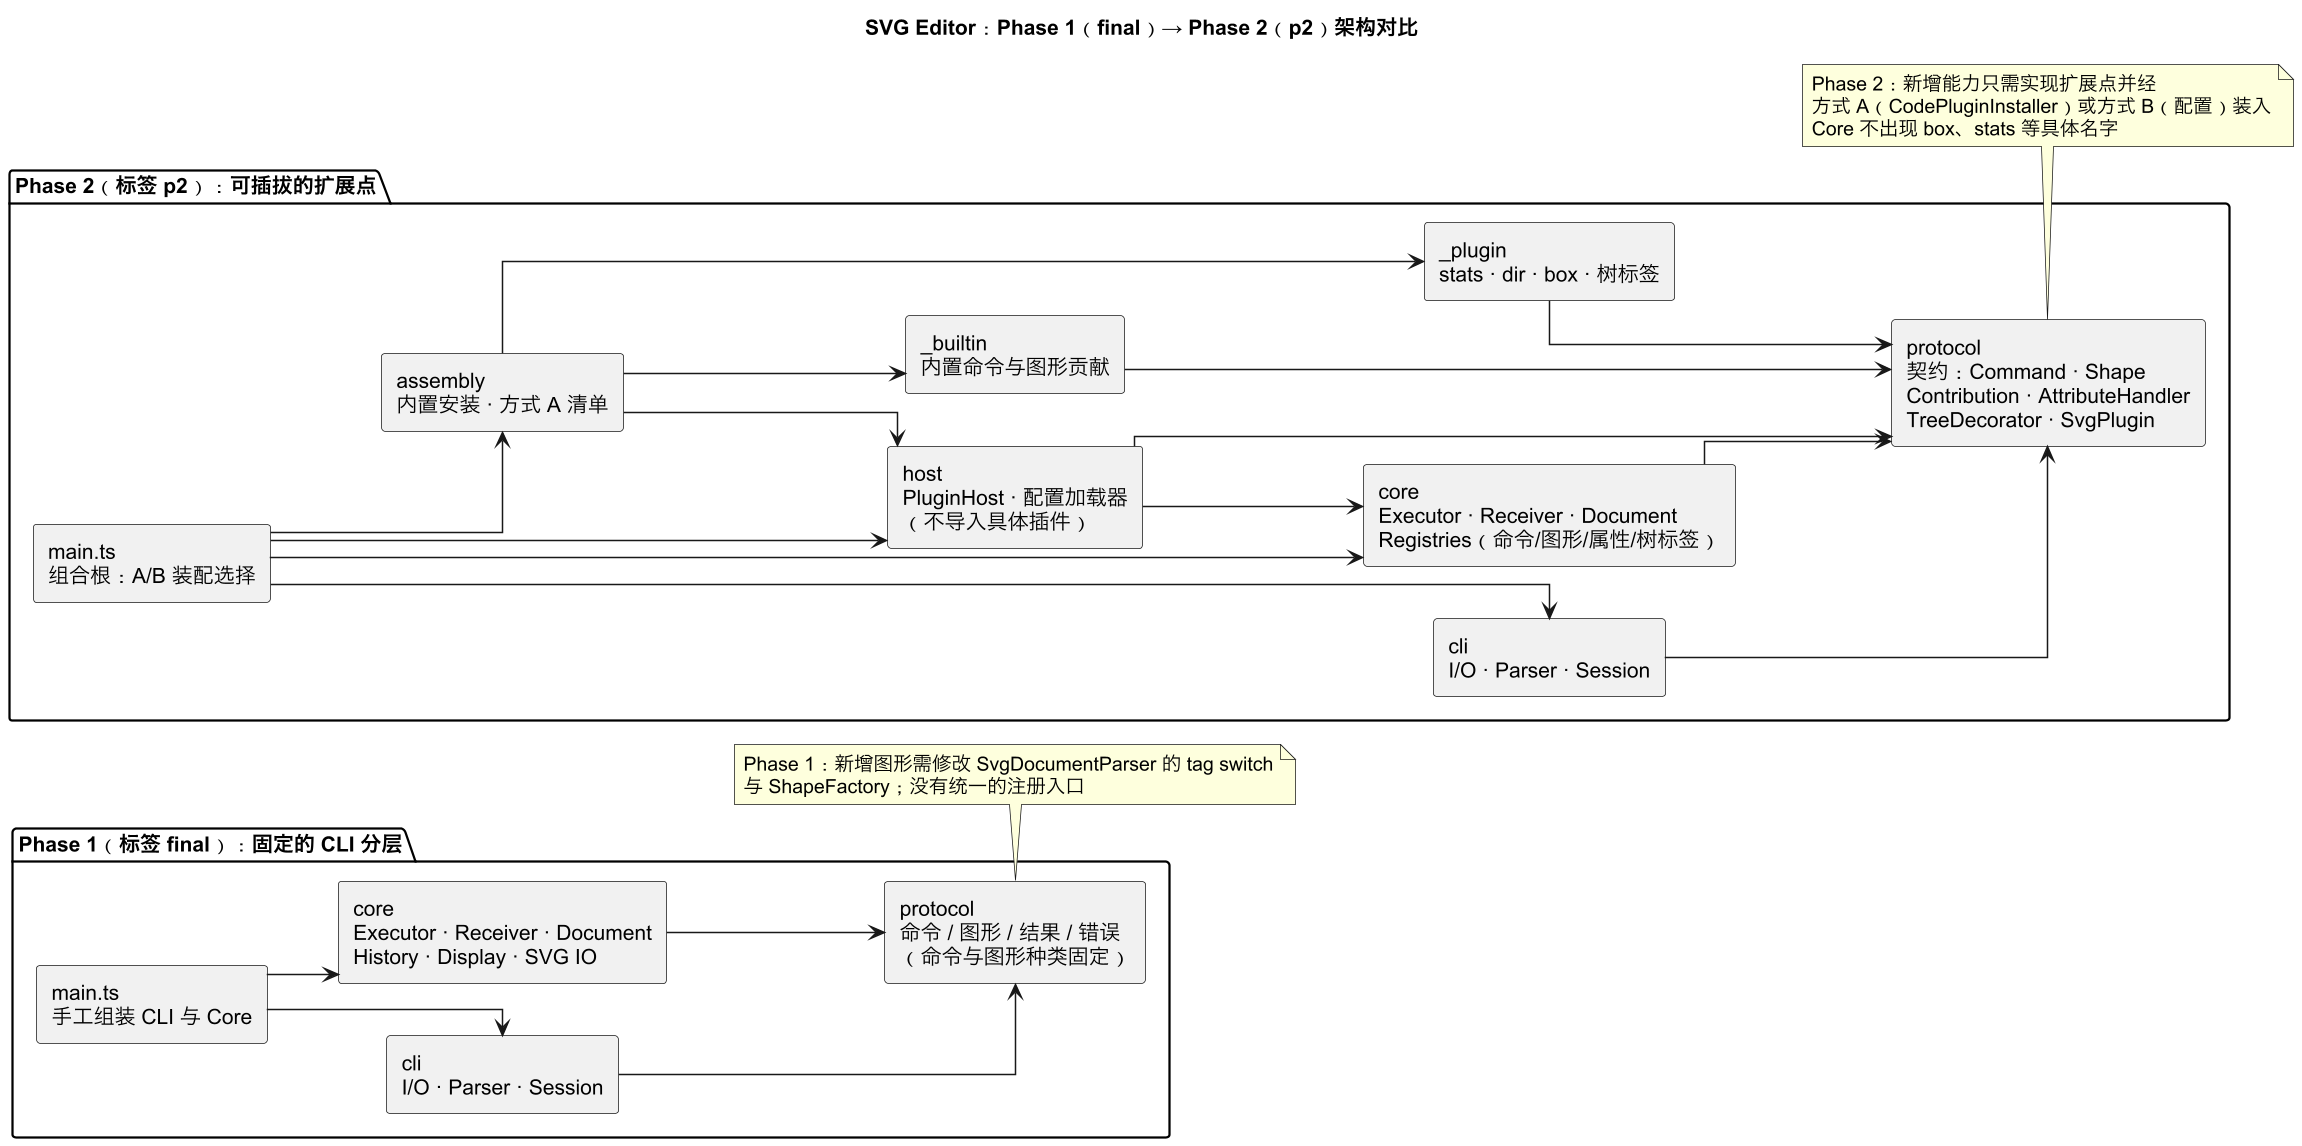 SVG Editor：Phase 1（final）→ Phase 2（p2）架构对比
Phase 2：新增能力只需实现扩展点并经
方式 A（CodePluginInstaller）或方式 B（配置）装入
Core 不出现 box、stats 等具体名字
Phase 2（标签 p2）：可插拔的扩展点
_plugin
stats · dir · box · 树标签
_builtin
内置命令与图形贡献
protocol
契约：Command · Shape
Contribution · AttributeHandler
TreeDecorator · SvgPlugin
assembly
内置安装 · 方式 A 清单
host
PluginHost · 配置加载器
（不导入具体插件）
core
Executor · Receiver · Document
Registries（命令/图形/属性/树标签）
main.ts
组合根：A/B 装配选择
cli
I/O · Parser · Session
Phase 1：新增图形需修改 SvgDocumentParser 的 tag switch
与 ShapeFactory；没有统一的注册入口
Phase 1（标签 final）：固定的 CLI 分层
core
Executor · Receiver · Document
History · Display · SVG IO
protocol
命令 / 图形 / 结果 / 错误
（命令与图形种类固定）
main.ts
手工组装 CLI 与 Core
cli
I/O · Parser · Session